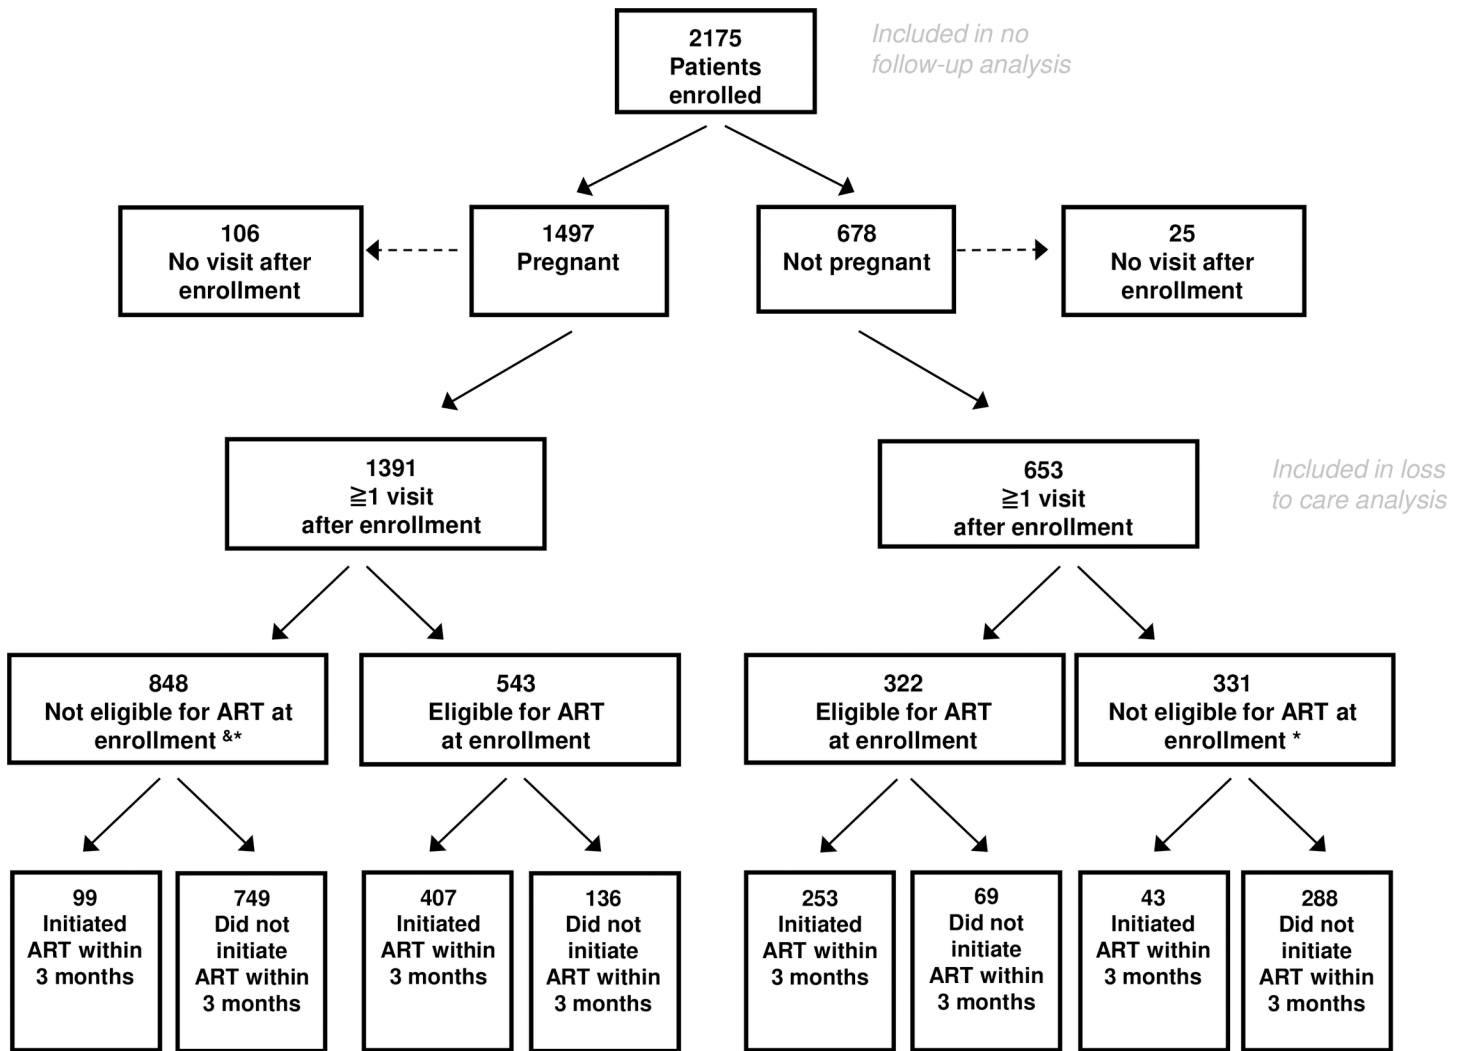 2175
Patients
enrolled
Included in no
follow-up analysis
106
No visit after
enrollment
1497
Pregnant
678
Not pregnant
25
No visit after
enrollment
1391
≧1 visit
after enrollment
653
≧1 visit
after enrollment
Included in loss
to care analysis
848
Not eligible for ART at
enrollment &*
543
Eligible for ART
at enrollment
322
Eligible for ART
at enrollment
331
Not eligible for ART at
enrollment *
99
Initiated
ART within
3 months
749
Did not
initiate
ART within
3 months
407
Initiated
ART within
3 months
136
Did not
initiate
ART within
3 months
253
Initiated
ART within
3 months
69
Did not
initiate
ART within
3 months
43
Initiated
ART within
3 months
288
Did not
initiate
ART within
3 months